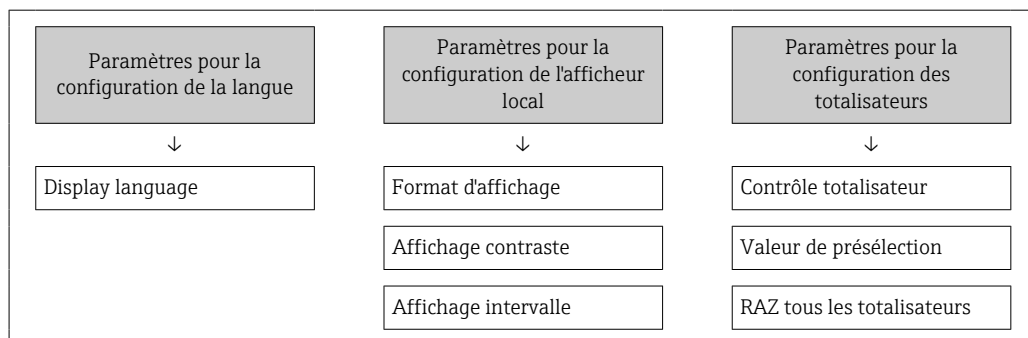 Paramètres pour la
configuration de la langue
↓
Display language
Paramètres pour la
configuration de l'afficheur
local
↓
Format d'affichage
Affichage contraste
Affichage intervalle
Paramètres pour la
configuration des
totalisateurs
↓
Contrôle totalisateur
Valeur de présélection
RAZ tous les totalisateurs